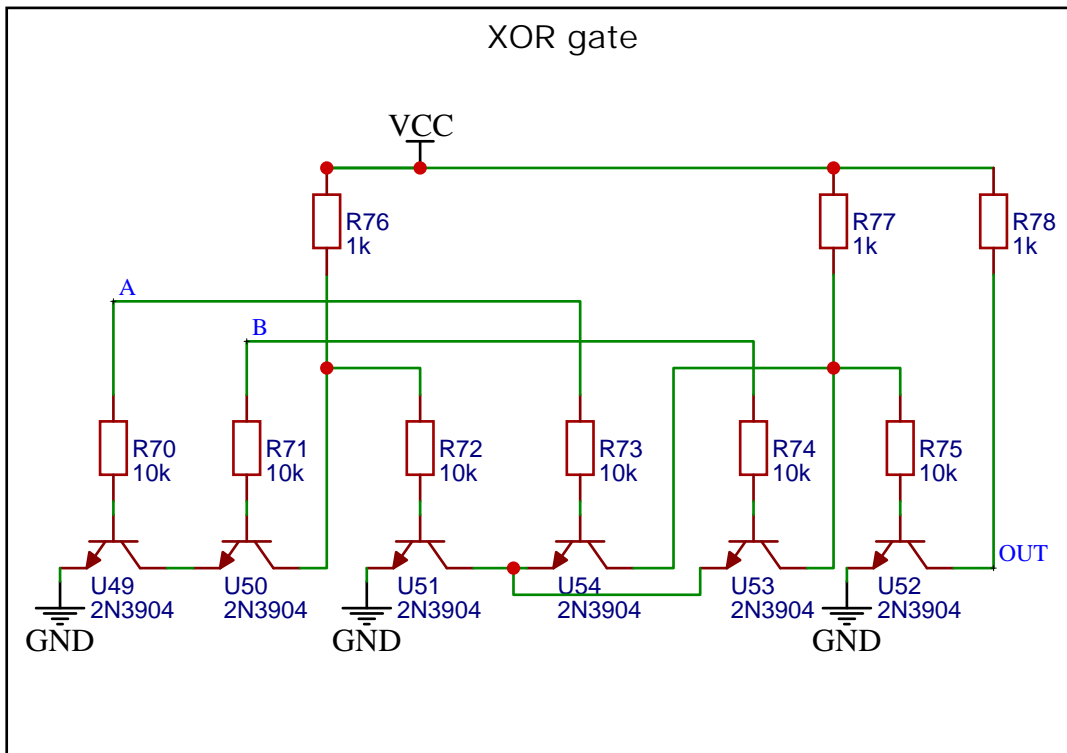 XOR gate
VCC
R76
1k
R77
1k
R78
1k
A
B
R70
10k
R71
10k
R72
10k
R73
10k
R74
10k
R75
10k
OUT
U49
2N3904
U50
2N3904
U51
2N3904
U54
2N3904
U53
2N3904
U52
2N3904
GND
GND
GND